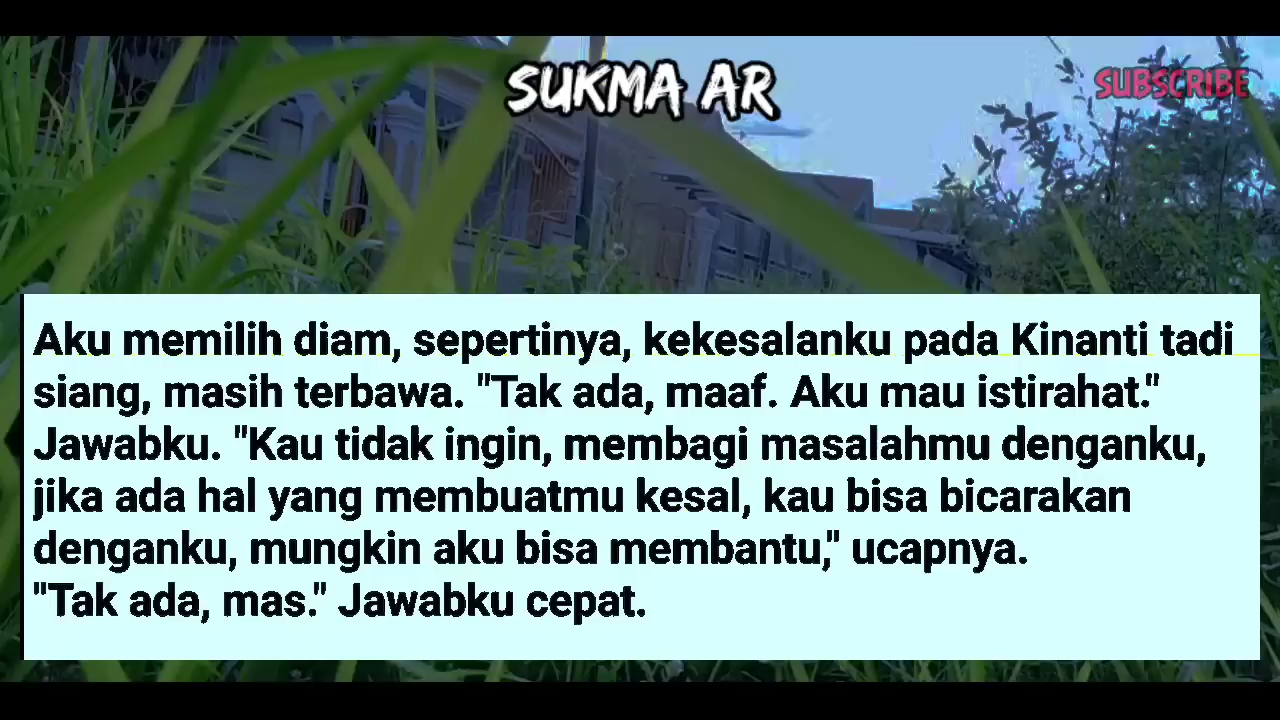 SUKMA AR
SUBSCRIBE
Aku memilih diam, sepertinya, kekesalanku pada Kinanti tadi
siang, masih terbawa. "Tak ada, maaf. Aku mau istirahat."
Jawabku. "Kau tidak ingin, membagi masalahmu denganku,
jika ada hal yang membuatmu kesal, kau bisa bicarakan
denganku, mungkin aku bisa membantu," ucapnya.
"Tak ada, mas." Jawabku cepat.